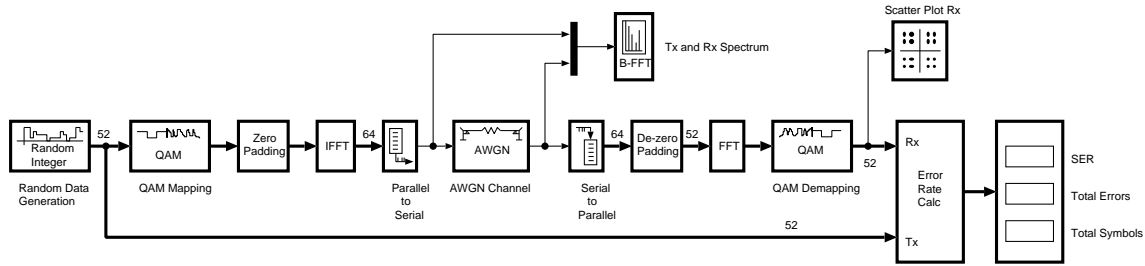 Scatter Plot Rx
Tx and Rx Spectrum
B-FFT
52
Random
Integer
QAM
Zero
Padding
IFFT
64
AWGN
64
De-zero
Padding
52
FFT
QAM
52
Rx
Error
Rate
Calc
Tx
SER
Total Errors
Total Symbols
Random Data
Generation
QAM Mapping
Parallel
to
Serial
AWGN Channel
Serial
to
Parallel
QAM Demapping
52